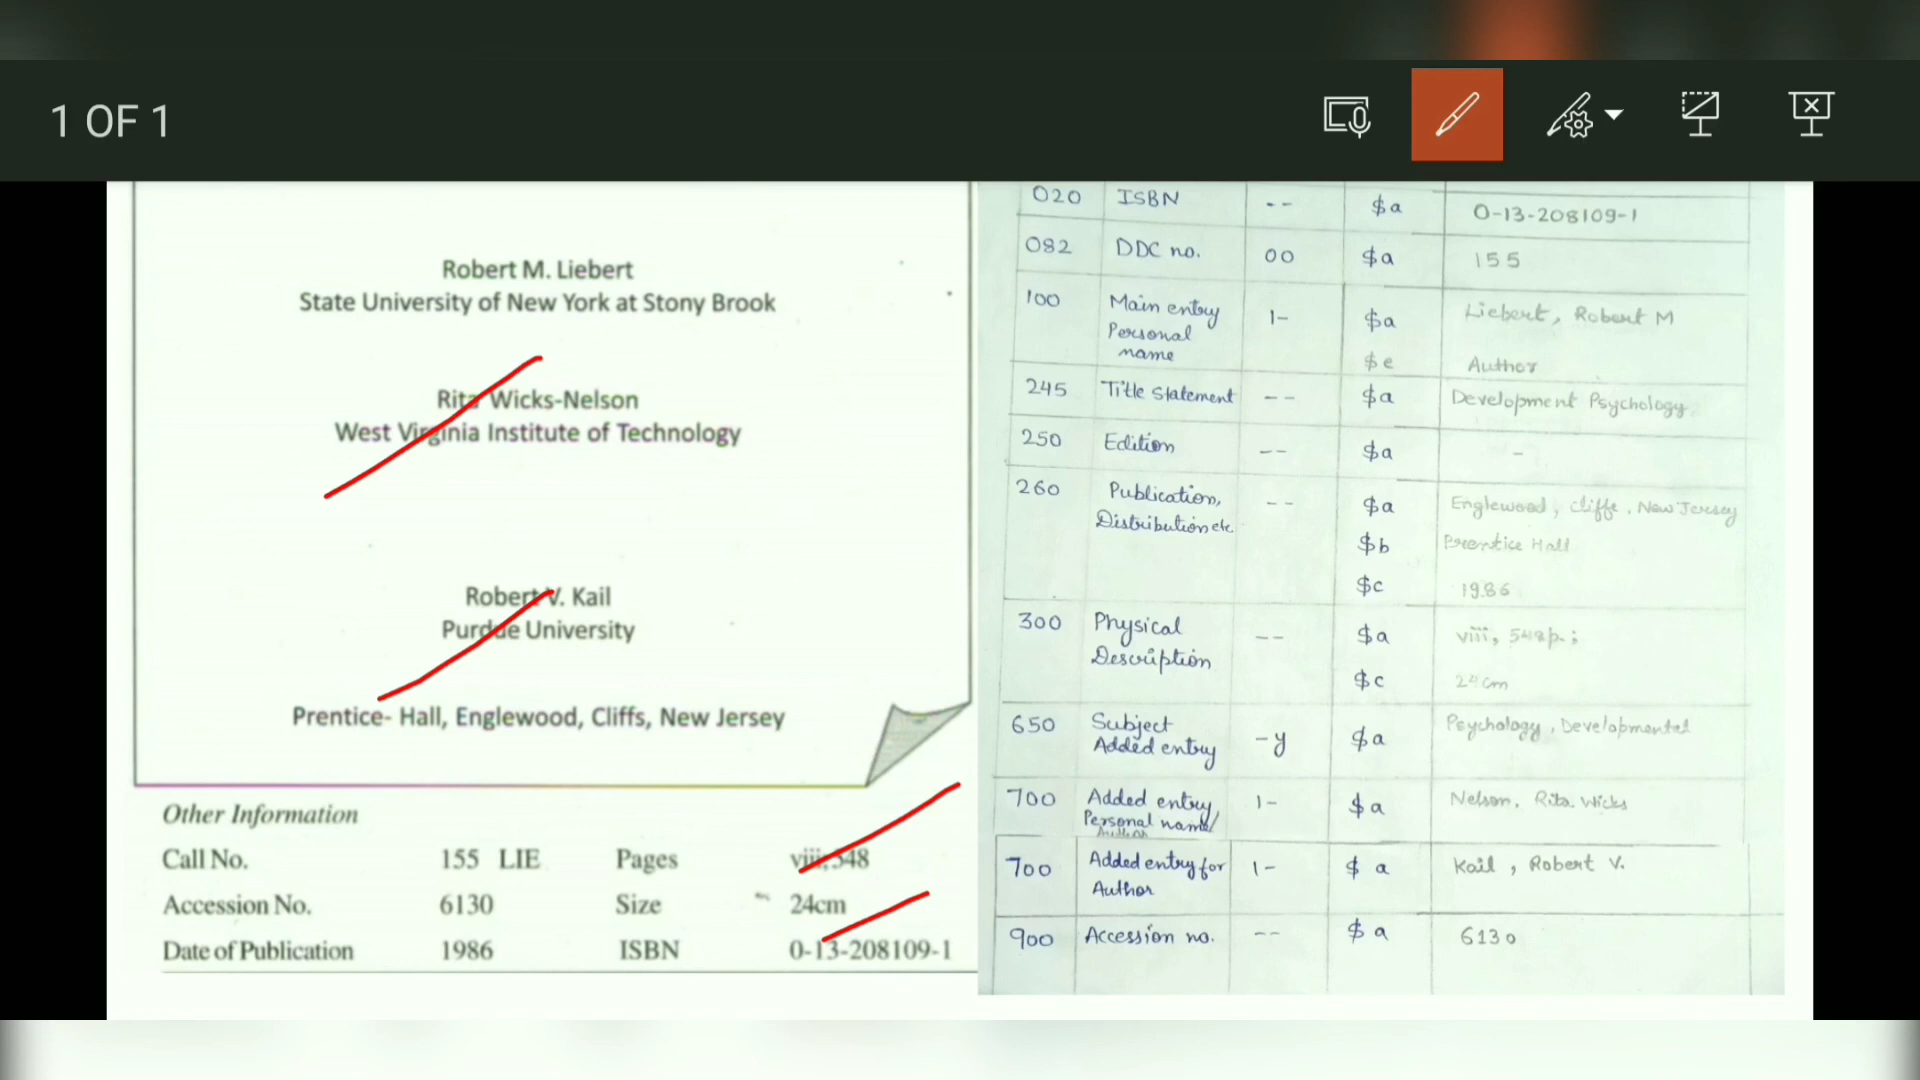 1 OF 1
Robert M. Liebert
State University of New York at Stony Brook
Rita Wicks-Nelson
West Virginia Institute of Technology
Robert V. Kail
Purdue University
Prentice- Hall, Englewood, Cliffs, New Jersey
Other Information
Call No. 155 LIE Pages viii, 548
Accession No. 6130 Size 24cm
Date of Publication 1986 ISBN 0-13-208109-1
020 ISBN -- $a 0-13-208109-1
082 DDC no. 00 $a 155
100 Main entry 1- $a Liebert, Robert M
Personal
name $e Author
245 Title Statement -- $a Development Psychology
250 Edition -- $a -
260 Publication, -- $a Englewood, Cliffe, New Jersey
Distribution etc $b Prentice Hall
$c 1986
300 Physical -- $a viii, 548p. ;
Description $c 24cm
650 Subject -y $a Psychology, Developmental
Added entry
700 Added entry 1- $a Nelson, Rita Wicks
Personal name/
Author
700 Added entry for 1- $ a Kail, Robert V.
Author
900 Accession no. -- $ a 6130